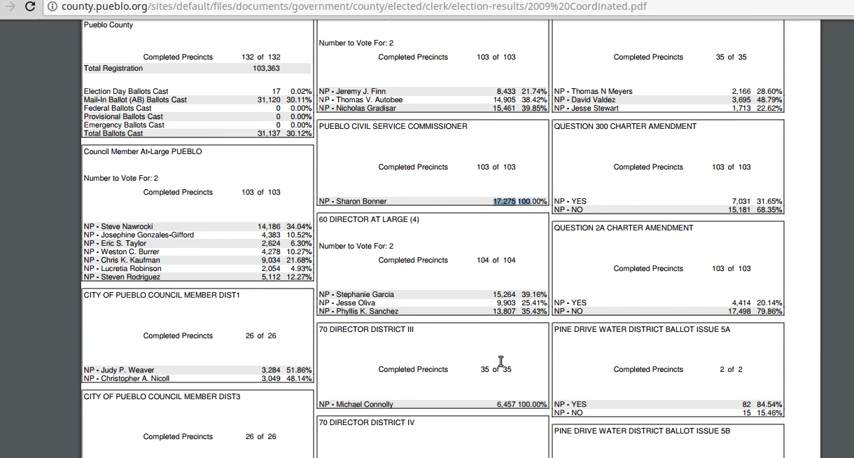 county.pueblo.org/sites/default/files/documents/government/county/elected/clerk/election-results/2009%20Coordinated.pdf
Pueblo County
Completed Precincts 132 of 132
Total Registration 103,363
Election Day Ballots Cast 17 0.02%
Mail-In Ballot (AB) Ballots Cast 31,120 30.11%
Federal Ballots Cast 0 0.00%
Provisional Ballots Cast 0 0.00%
Emergency Ballots Cast 0 0.00%
Total Ballots Cast 31,137 30.12%
Council Member At-Large PUEBLO
Number to Vote For: 2
Completed Precincts 103 of 103
NP - Steve Nawrocki 14,186 34.04%
NP - Josephine Gonzales-Gifford 4,383 10.52%
NP - Eric S. Taylor 2,624 6.30%
NP - Weston C. Burrer 4,278 10.27%
NP - Chris K. Kaufman 9,034 21.68%
NP - Lucretia Robinson 2,054 4.93%
NP - Steven Rodriguez 5,112 12.27%
CITY OF PUEBLO COUNCIL MEMBER DIST1
Completed Precincts 26 of 26
NP - Judy P. Weaver 3,284 51.86%
NP - Christopher A. Nicoll 3,049 48.14%
CITY OF PUEBLO COUNCIL MEMBER DIST3
Completed Precincts 26 of 26
Number to Vote For: 2
Completed Precincts 103 of 103
NP - Jeremy J. Finn 8,433 21.74%
NP - Thomas V. Autobee 14,905 38.42%
NP - Nicholas Gradisar 15,461 39.85%
PUEBLO CIVIL SERVICE COMMISSIONER
Completed Precincts 103 of 103
NP - Sharon Bonner 17,275 100.00%
60 DIRECTOR AT LARGE (4)
Number to Vote For: 2
Completed Precincts 104 of 104
NP - Stephanie Garcia 15,264 39.16%
NP - Jesse Oliva 9,903 25.41%
NP - Phyllis K. Sanchez 13,807 35.43%
70 DIRECTOR DISTRICT III
Completed Precincts 35 of 35
NP - Michael Connolly 6,457 100.00%
70 DIRECTOR DISTRICT IV
Completed Precincts 35 of 35
NP - Thomas N Meyers 2,166 28.60%
NP - David Valdez 3,695 48.79%
NP - Jesse Stewart 1,713 22.62%
QUESTION 300 CHARTER AMENDMENT
Completed Precincts 103 of 103
NP - YES 7,031 31.65%
NP - NO 15,181 68.35%
QUESTION 2A CHARTER AMENDMENT
Completed Precincts 103 of 103
NP - YES 4,414 20.14%
NP - NO 17,498 79.86%
PINE DRIVE WATER DISTRICT BALLOT ISSUE 5A
Completed Precincts 2 of 2
NP - YES 82 84.54%
NP - NO 15 15.46%
PINE DRIVE WATER DISTRICT BALLOT ISSUE 5B